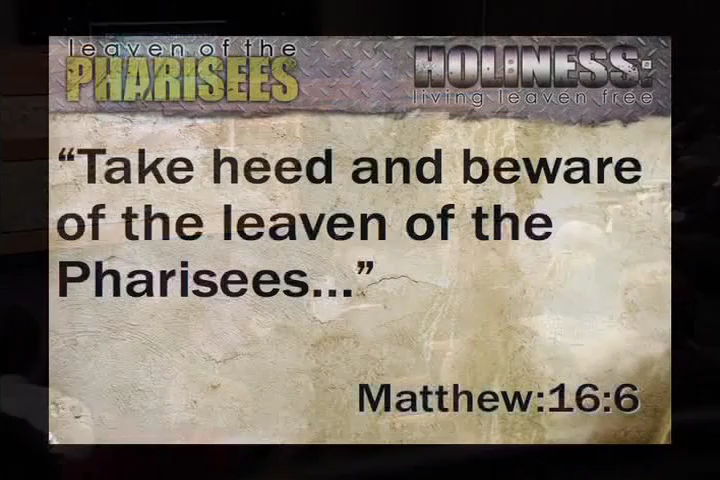 leaven of the
PHARISEES
HOLINESS:
living leaven free
“Take heed and beware
of the leaven of the
Pharisees...”
Matthew:16:6